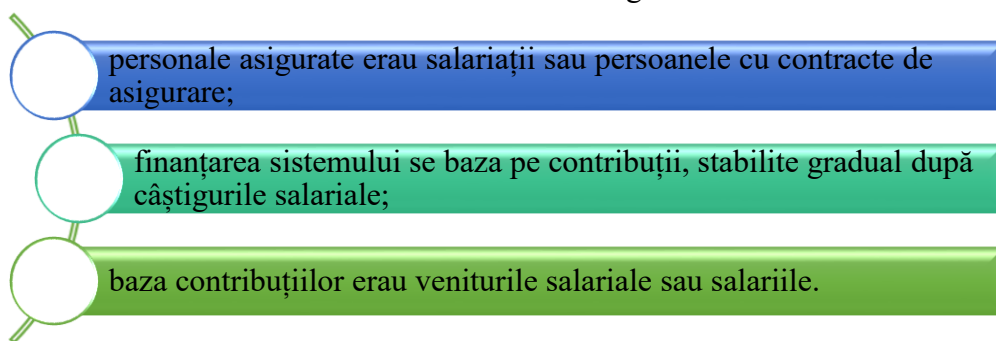 personale asigurate erau salariații sau persoanele cu contracte de
asigurare;
finanțarea sistemului se baza pe contribuții, stabilite gradual după
câștigurile salariale;
baza contribuțiilor erau veniturile salariale sau salariile.